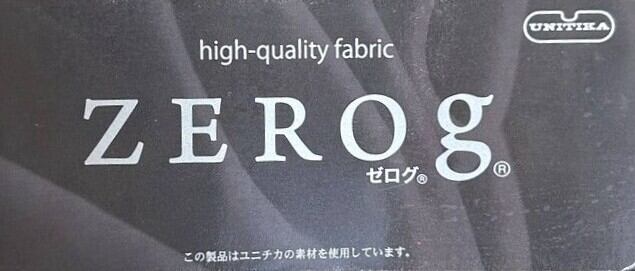 UNITIKA
high-quality fabric
ZEROg®
ゼログ®
この製品はユニチカの素材を使用しています。